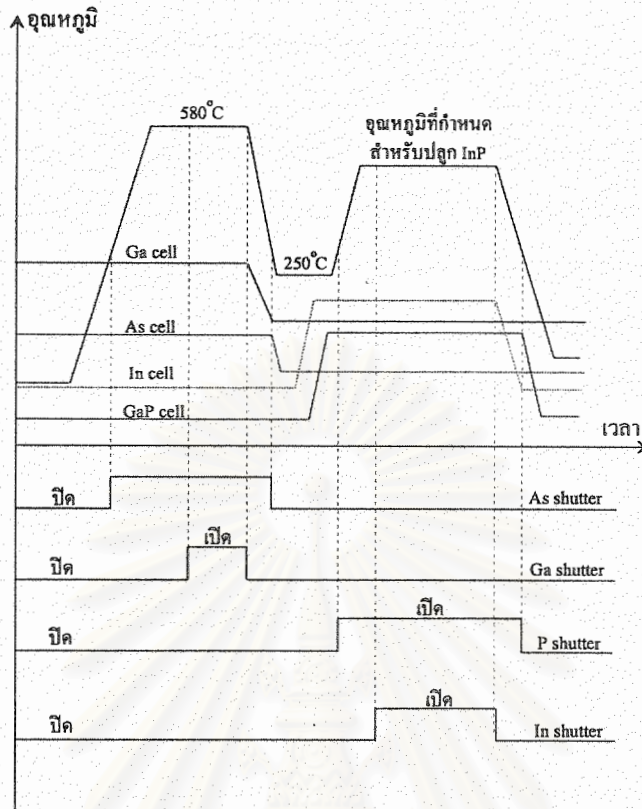 อุณหภูมิ
580°C
อุณหภูมิที่กำหนด
สำหรับปลูก InP
Ga cell
250°C
As cell
In cell
GaP cell
เวลา
ปิด
As shutter
เปิด
ปิด
Ga shutter
เปิด
ปิด
P shutter
เปิด
ปิด
In shutter